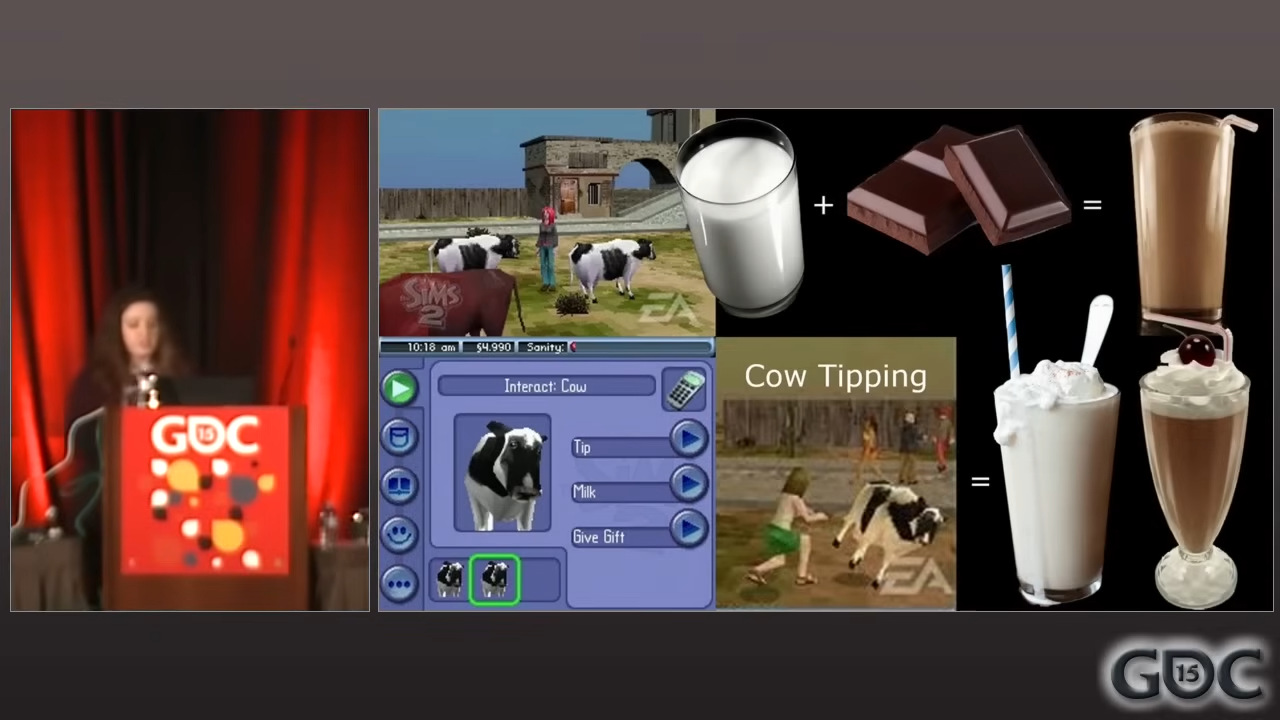 GDC
15
SIMS
2
EA
+
=
10:18 am
§4,990
Sanity:
Interact: Cow
Tip
Milk
Give Gift
Cow Tipping
EA
=
GDC
15